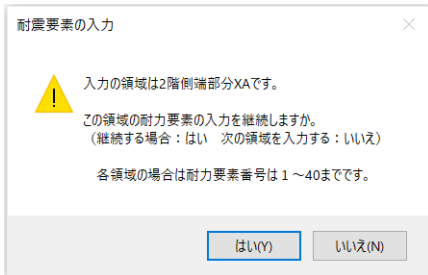 耐震要素の入力
入力の領域は2階側端部分XAです。
この領域の耐力要素の入力を継続しますか。
（継続する場合：はい　次の領域を入力する：いいえ）
各領域の場合は耐力要素番号は１～40までです。
はい(Y)
いいえ(N)